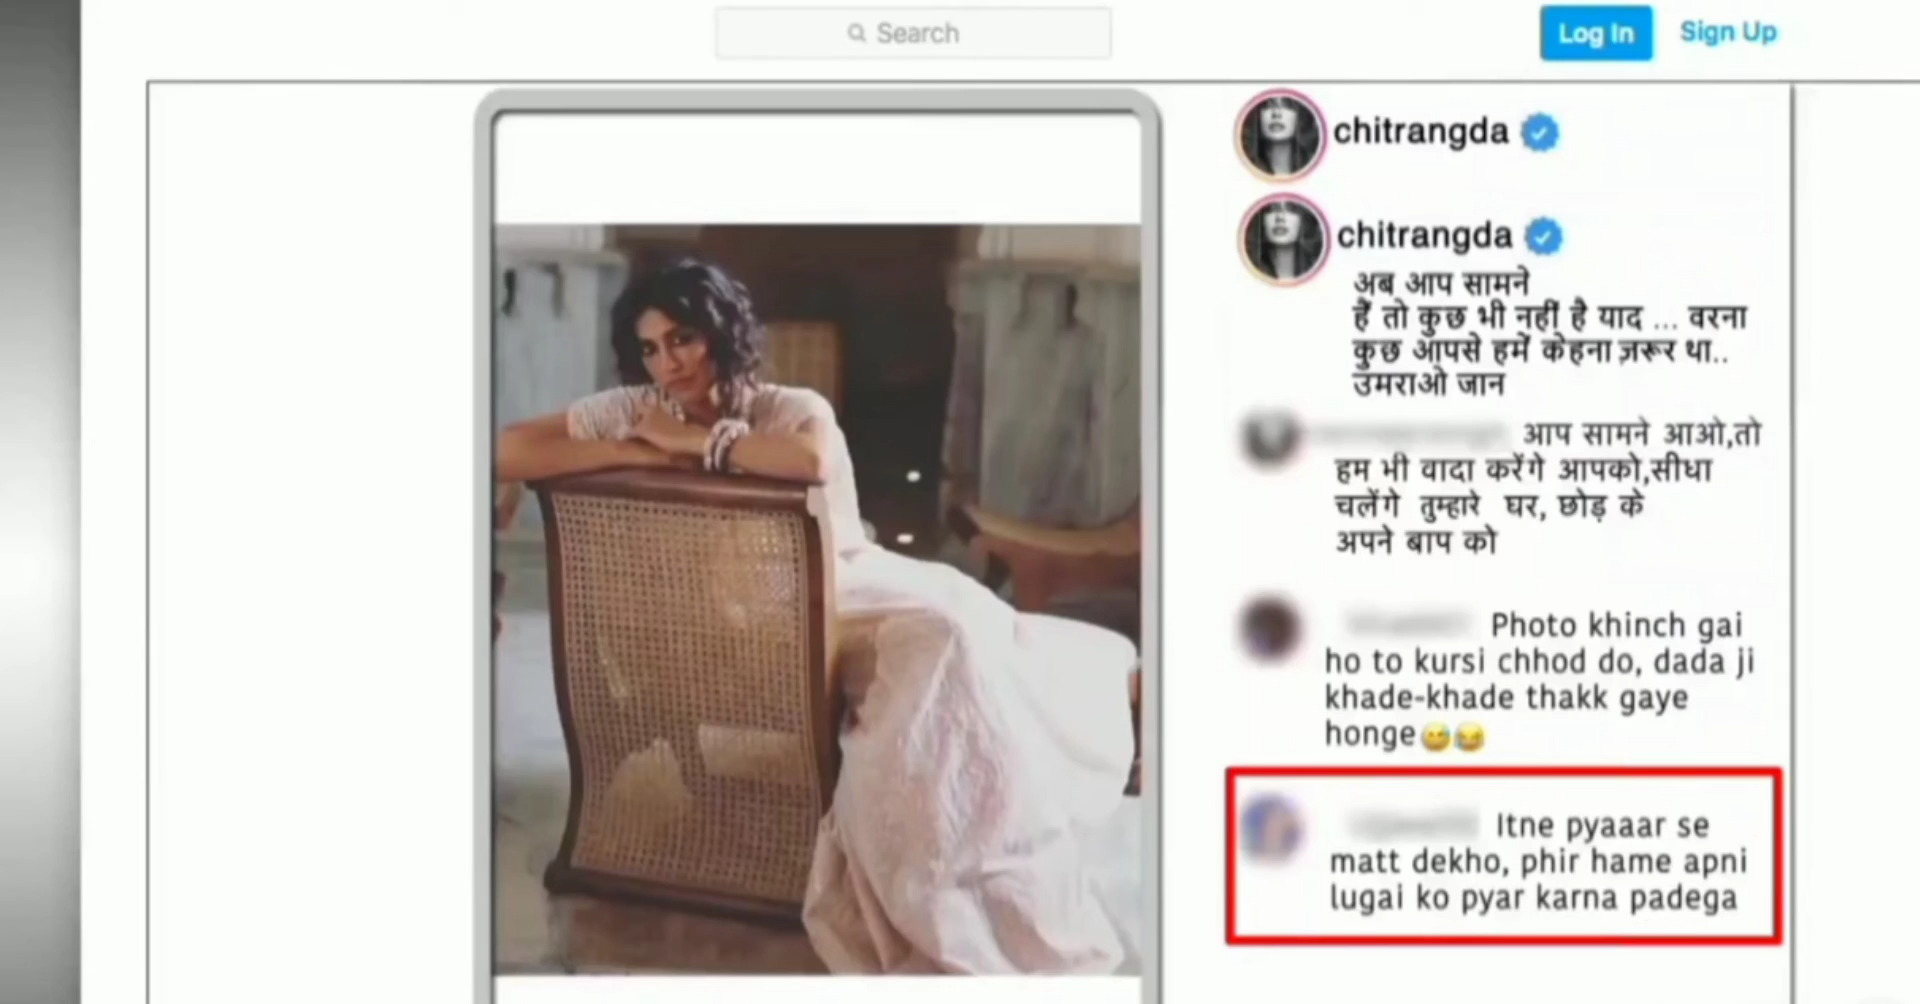 Search
Log In
Sign Up
chitrangda
chitrangda
अब आप सामने
हैं तो कुछ भी नहीं है याद ... वरना
कुछ आपसे हमें केहना ज़रूर था..
उमराओ जान
आप सामने आओ,तो
हम भी वादा करेंगे आपको,सीधा
चलेंगे तुम्हारे घर, छोड़ के
अपने बाप को
Photo khinch gai
ho to kursi chhod do, dada ji
khade-khade thakk gaye
honge😅😂
Itne pyaaar se
matt dekho, phir hame apni
lugai ko pyar karna padega